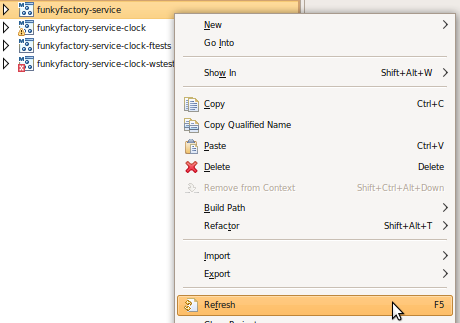 funkyfactory-service
funkyfactory-service-clock
funkyfactory-service-clock-ftests
funkyfactory-service-clock-wstest
New
Go Into
Show In Shift+Alt+W
Copy Ctrl+C
Copy Qualified Name
Paste Ctrl+V
Delete Delete
Remove from Context Shift+Ctrl+Alt+Down
Build Path
Refactor Shift+Alt+T
Import
Export
Refresh F5